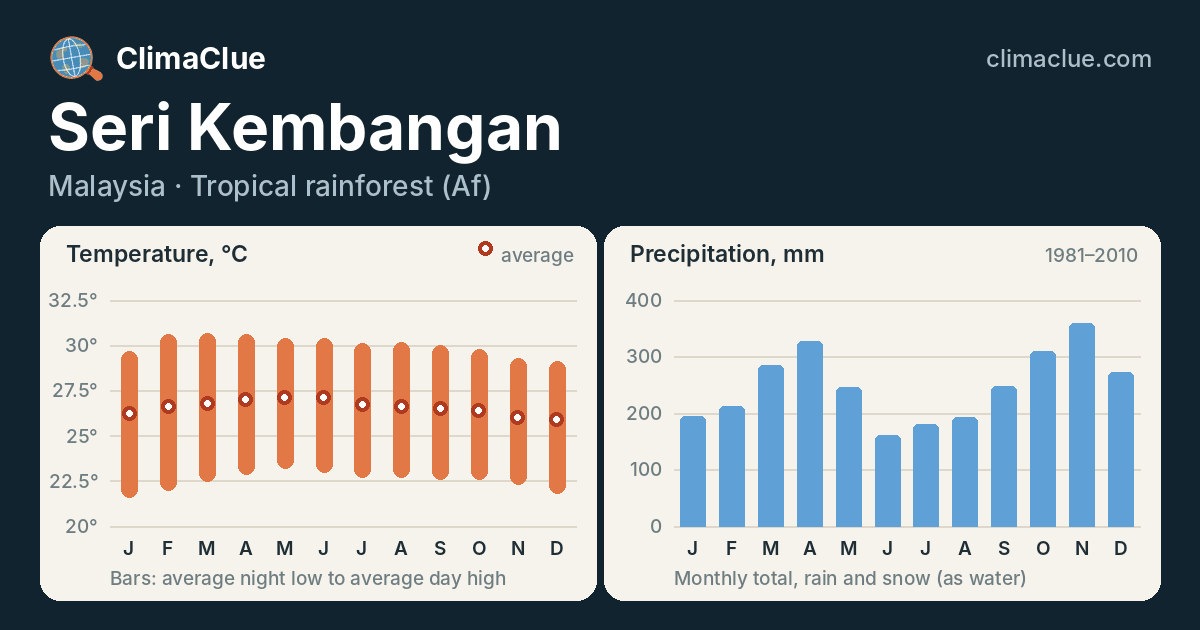 ClimaClue
climaclue.com
Seri Kembangan
Malaysia · Tropical rainforest (Af)
Temperature, °C
average
32.5°
30°
27.5°
25°
22.5°
20°
J F M A M J J A S O N D
Bars: average night low to average day high
Precipitation, mm
1981–2010
400
300
200
100
0
J F M A M J J A S O N D
Monthly total, rain and snow (as water)